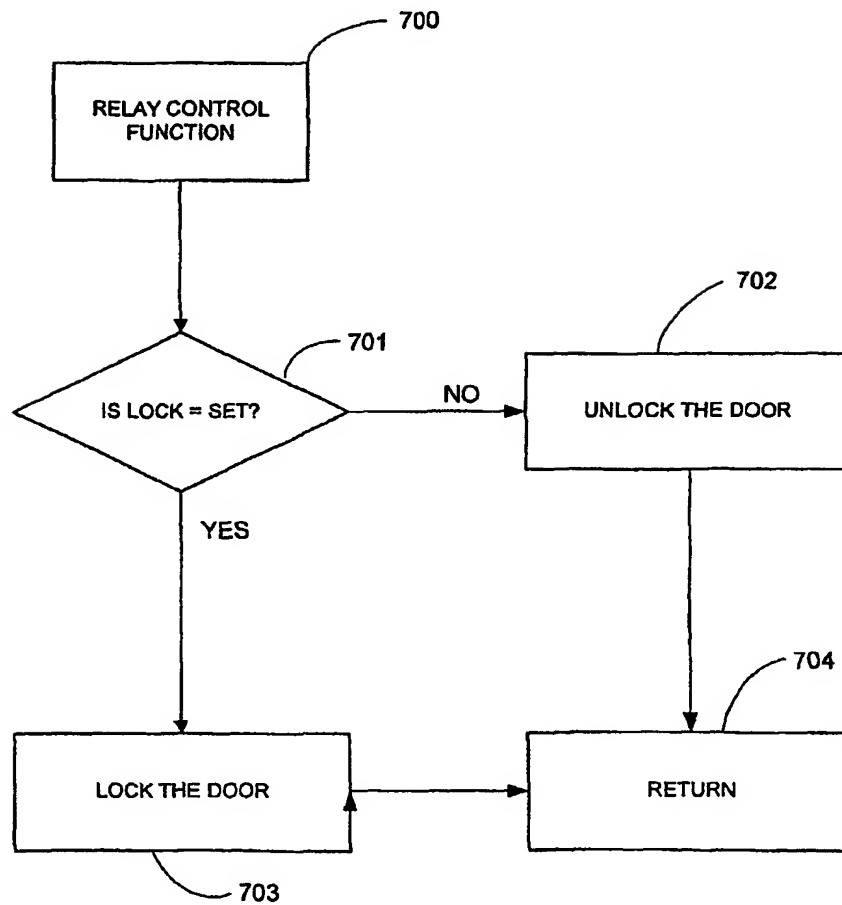 700
RELAY CONTROL
FUNCTION
701
IS LOCK = SET?
NO
702
UNLOCK THE DOOR
YES
703
LOCK THE DOOR
704
RETURN